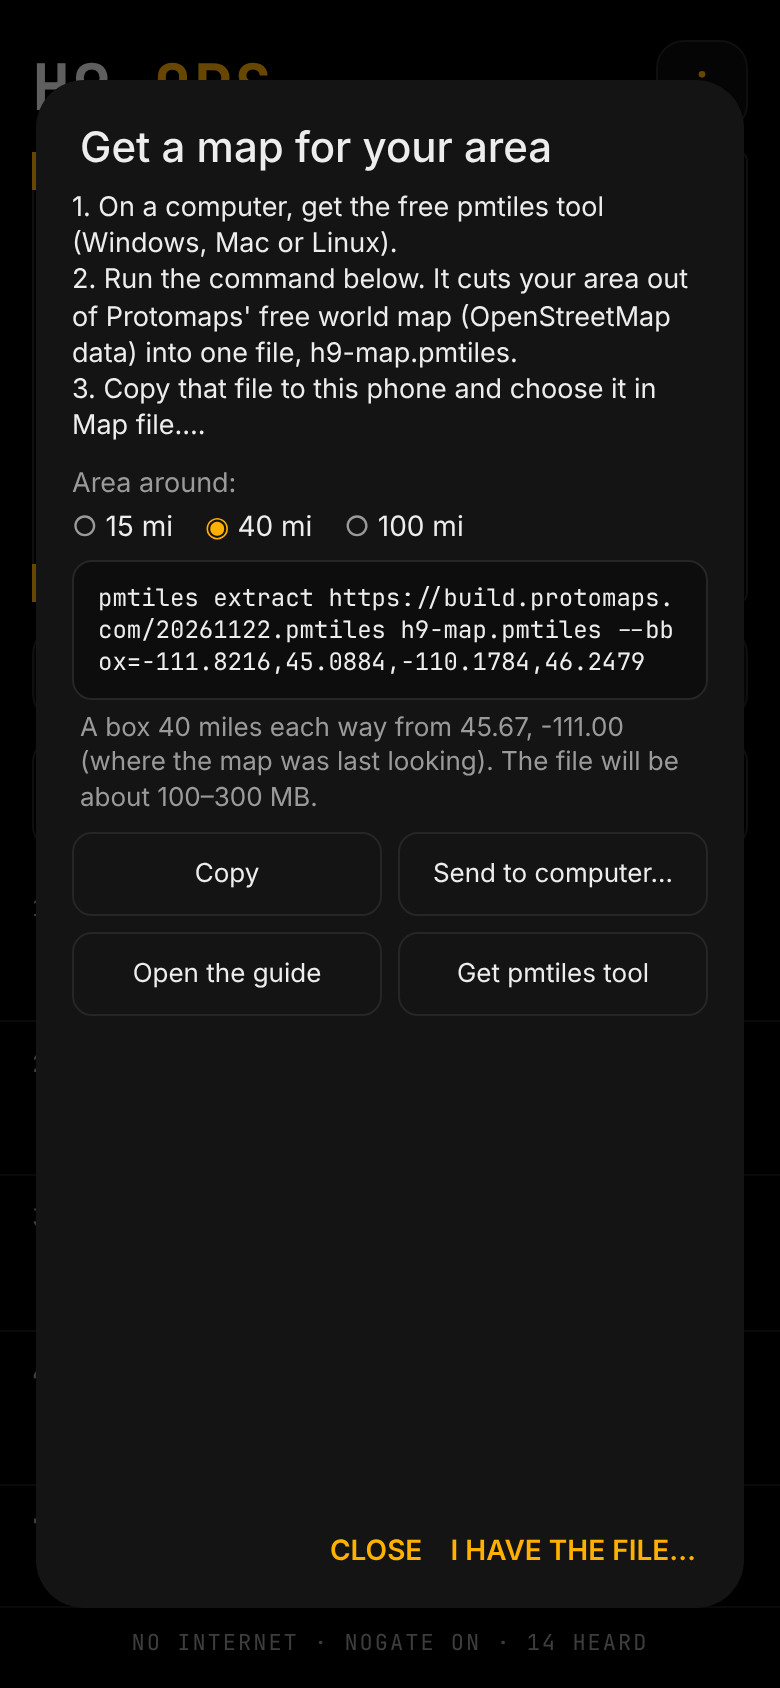 Get a map for your area
1. On a computer, get the free pmtiles tool
(Windows, Mac or Linux).
2. Run the command below. It cuts your area out
of Protomaps' free world map (OpenStreetMap
data) into one file, h9-map.pmtiles.
3. Copy that file to this phone and choose it in
Map file....
Area around:
15 mi 40 mi 100 mi
pmtiles extract https://build.protomaps.
com/20261122.pmtiles h9-map.pmtiles --bb
ox=-111.8216,45.0884,-110.1784,46.2479
A box 40 miles each way from 45.67, -111.00
(where the map was last looking). The file will be
about 100–300 MB.
Copy Send to computer...
Open the guide Get pmtiles tool
CLOSE I HAVE THE FILE...
NO INTERNET · NOGATE ON · 14 HEARD